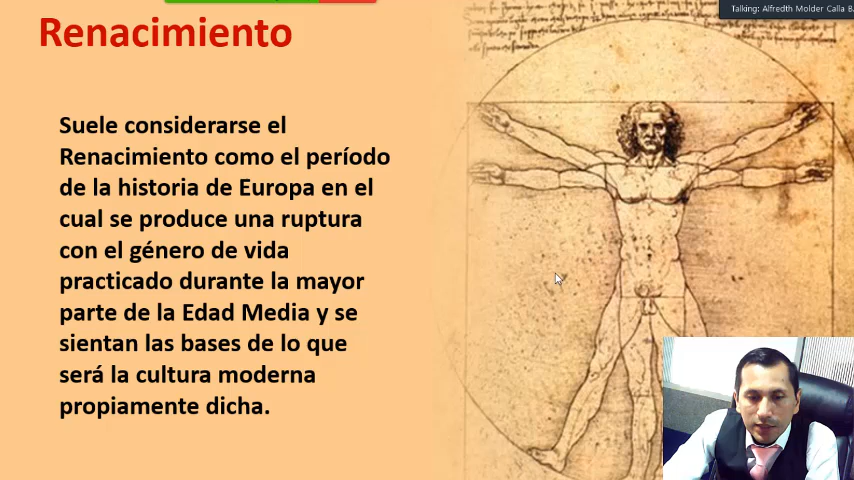 Talking: Alfredth Molder Calla B.
Renacimiento
Suele considerarse el
Renacimiento como el período
de la historia de Europa en el
cual se produce una ruptura
con el género de vida
practicado durante la mayor
parte de la Edad Media y se
sientan las bases de lo que
será la cultura moderna
propiamente dicha.